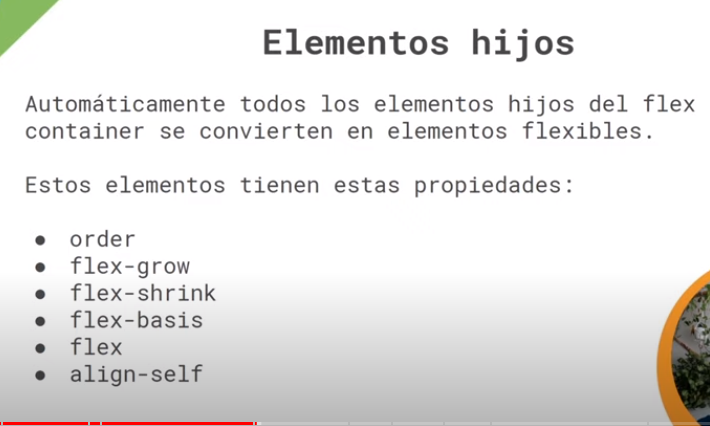 Elementos hijos
Automáticamente todos los elementos hijos del flex
container se convierten en elementos flexibles.
Estos elementos tienen estas propiedades:
● order
● flex-grow
● flex-shrink
● flex-basis
● flex
● align-self